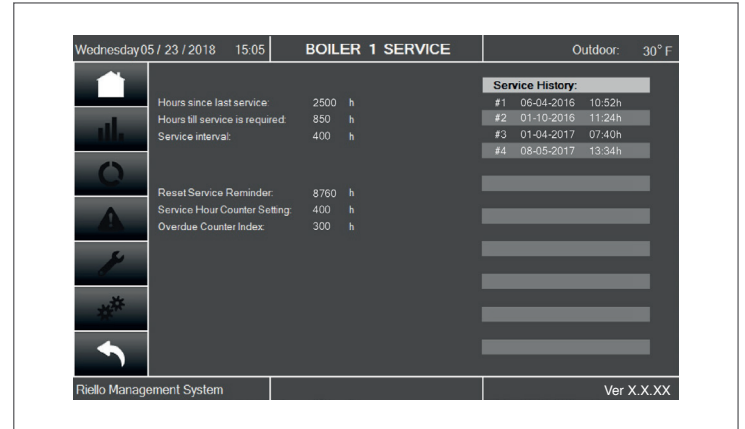 Wednesday 05 / 23 / 2018 15:05 BOILER 1 SERVICE Outdoor: 30° F
Hours since last service: 2500 h
Hours till service is required: 850 h
Service interval: 400 h
Reset Service Reminder: 8760 h
Service Hour Counter Setting: 400 h
Overdue Counter Index: 300 h
Service History:
#1 06-04-2016 10:52h
#2 01-10-2016 11:24h
#3 01-04-2017 07:40h
#4 08-05-2017 13:34h
Riello Management System Ver X.X.XX